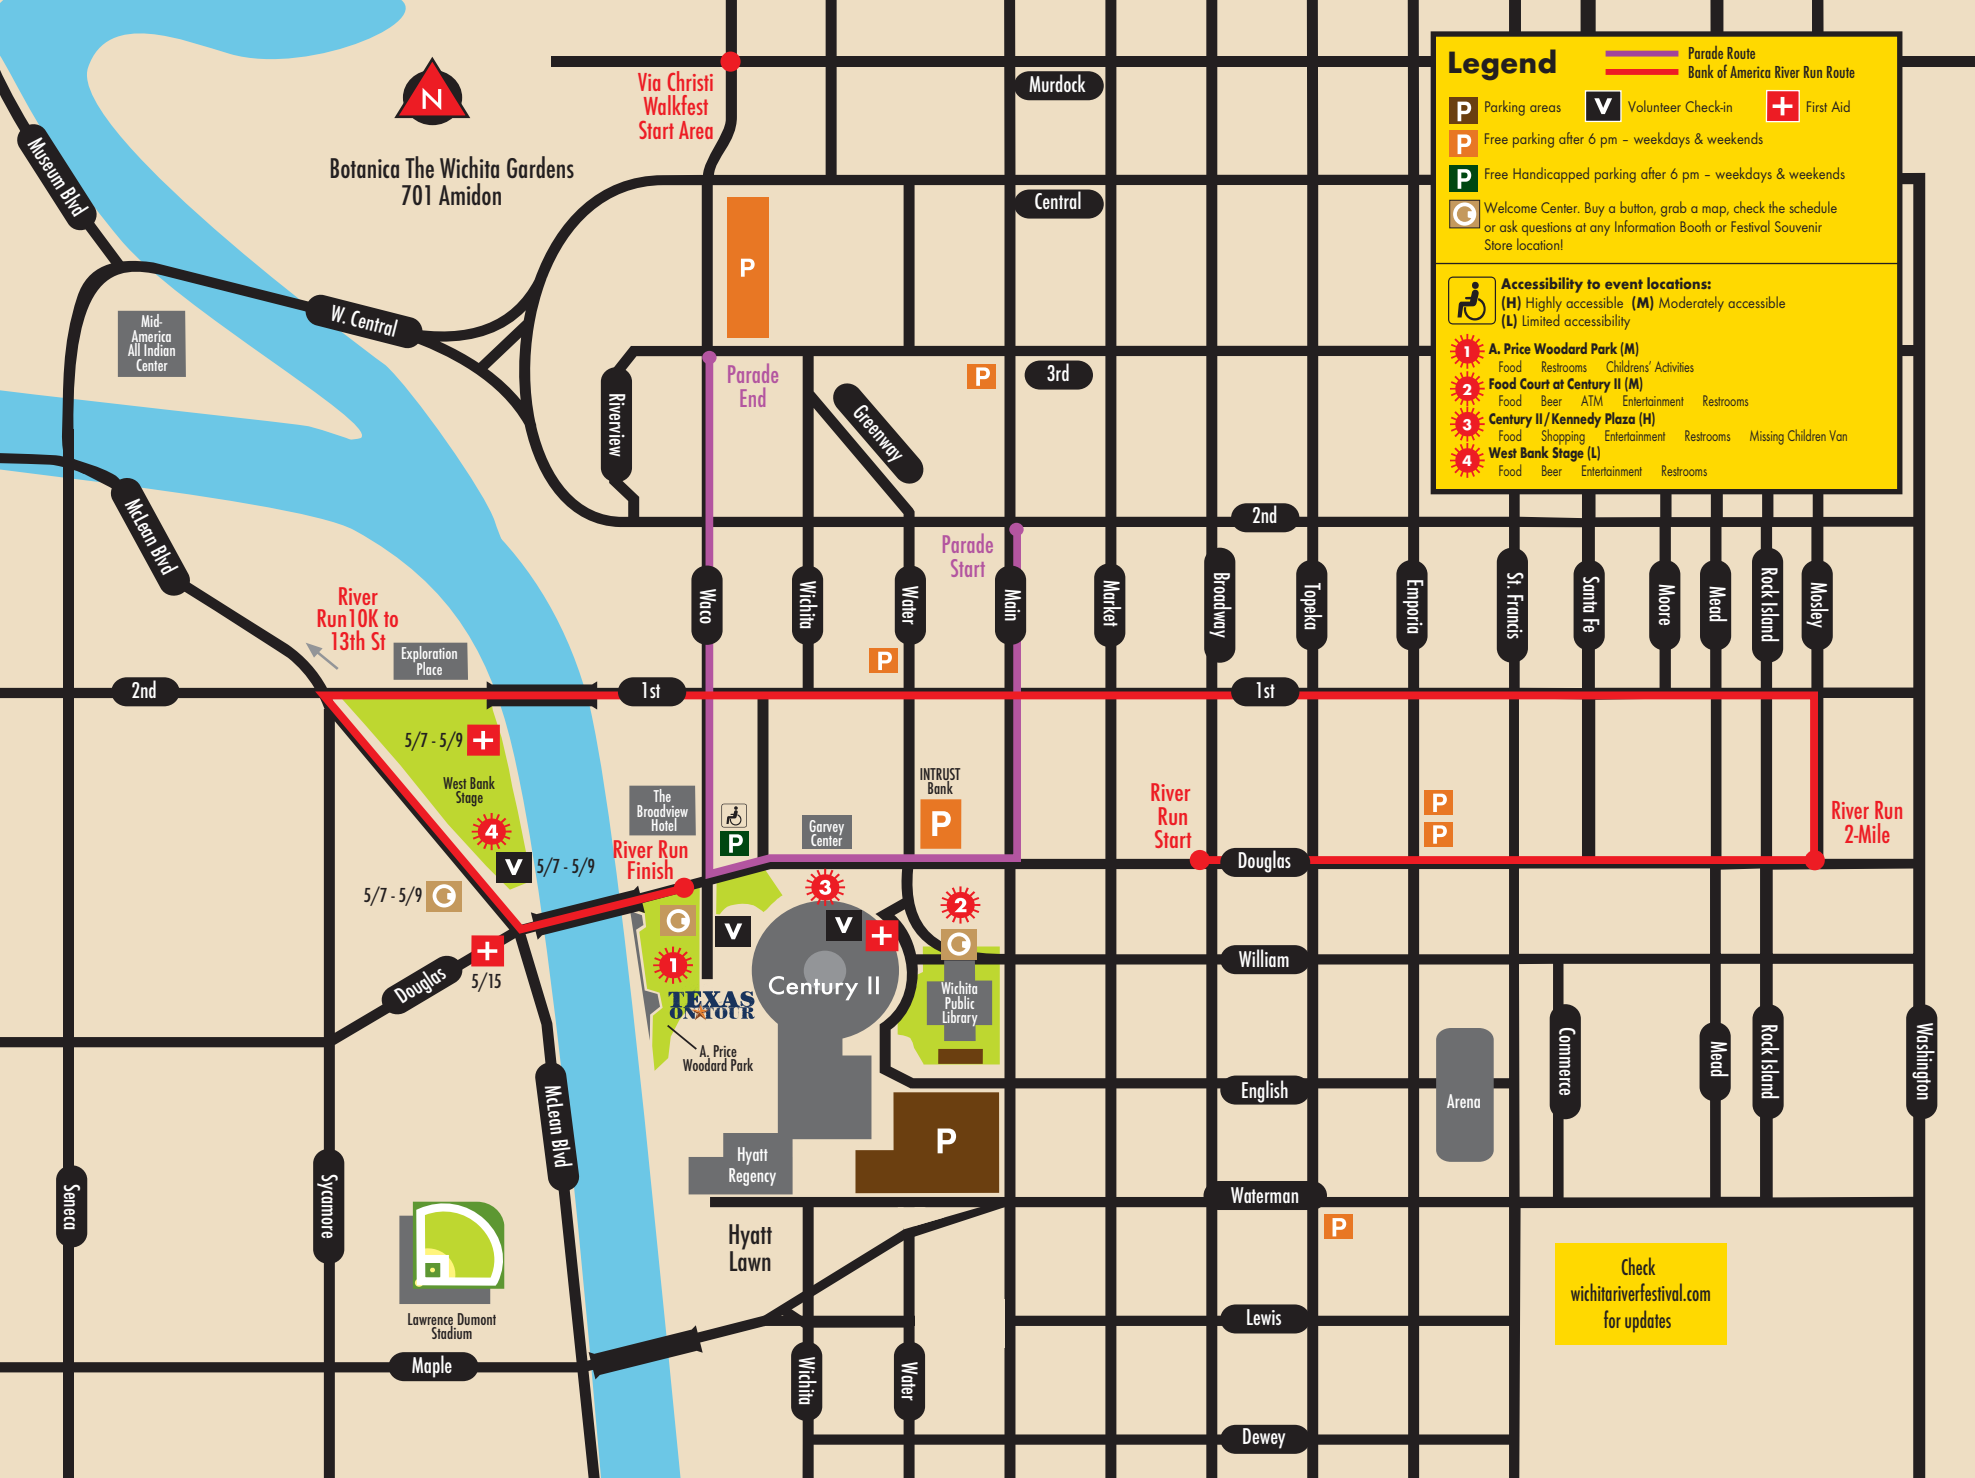 Via Christi
Walkfest
Start Area
Murdock
N
Botanica The Wichita Gardens
701 Amidon
Museum Blvd
Central
P
W. Central
Mid-
America
All Indian
Center
Legend
Parade Route
Bank of America River Run Route
P Parking areas
V Volunteer Check-in
First Aid
P Free parking after 6 pm – weekdays & weekends
P Free Handicapped parking after 6 pm – weekdays & weekends
Welcome Center. Buy a button, grab a map, check the schedule
or ask questions at any Information Booth or Festival Souvenir
Store location!
Accessibility to event locations:
(H) Highly accessible (M) Moderately accessible
(L) Limited accessibility
1 A. Price Woodard Park (M)
Food Restrooms Childrens' Activities
2 Food Court at Century II (M)
Food Beer ATM Entertainment Restrooms
3 Century II/Kennedy Plaza (H)
Food Shopping Entertainment Restrooms Missing Children Van
4 West Bank Stage (L)
Food Beer Entertainment Restrooms
Parade
End
P
3rd
Riverview
Greenway
McLean Blvd
2nd
Parade
Start
Waco
Wichita
Water
Main
Market
Broadway
Topeka
Emporia
St. Francis
Santa Fe
Moore
Mead
Rock Island
Mosley
River
Run10K to
13th St
Exploration
Place
P
2nd
1st
1st
5/7 - 5/9
West Bank
Stage
4
V 5/7 - 5/9
5/7 - 5/9
The
Broadview
Hotel
River Run
Finish
P
Garvey
Center
INTRUST
Bank
P
River
Run
Start
P
P
River Run
2-Mile
Douglas
3
2
V
V
1
5/15
Douglas
TEXAS
ON TOUR
A. Price
Woodard Park
Century II
William
Wichita
Public
Library
English
Arena
Commerce
Mead
Rock Island
Washington
McLean Blvd
P
Hyatt
Regency
Seneca
Sycamore
Waterman
P
Hyatt
Lawn
Lawrence Dumont
Stadium
Maple
Lewis
Wichita
Water
Dewey
Check
wichitariverfestival.com
for updates